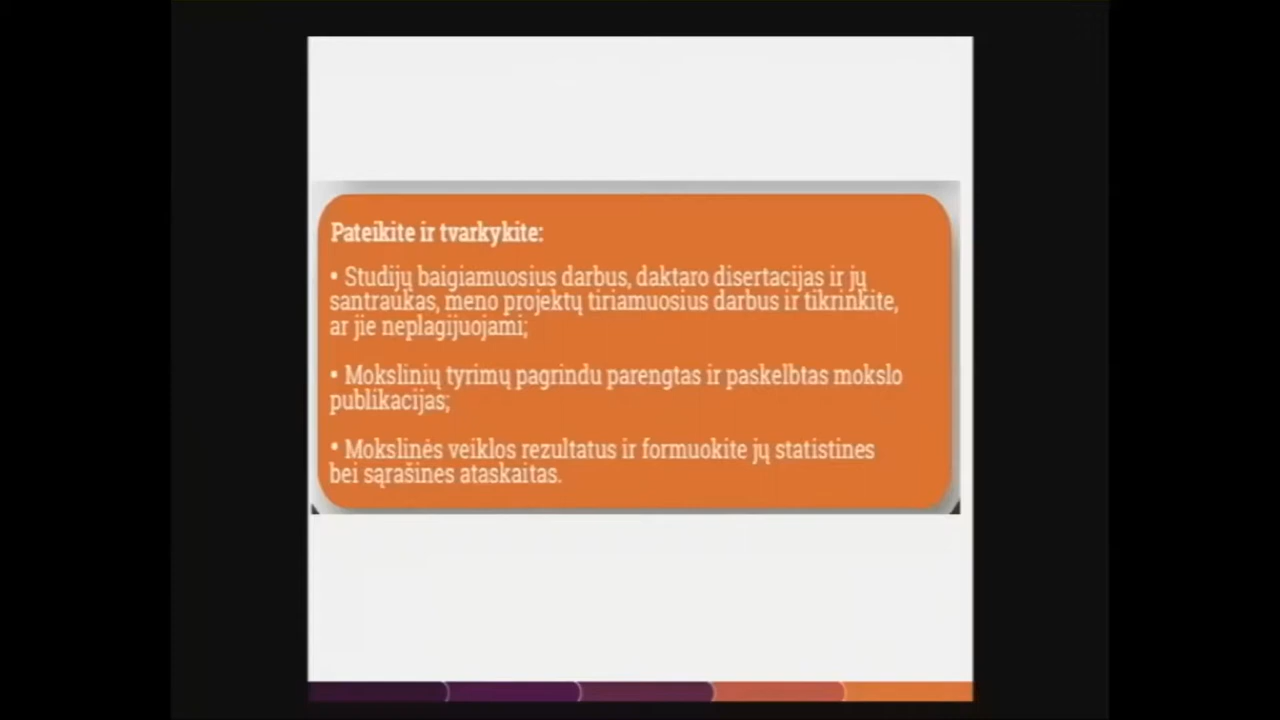 Pateikite ir tvarkykite:
• Studijų baigiamuosius darbus, daktaro disertacijas ir jų
santraukas, meno projektų tiriamuosius darbus ir tikrinkite,
ar jie neplagijuojami;
• Mokslinių tyrimų pagrindu parengtas ir paskelbtas mokslo
publikacijas;
• Mokslinės veiklos rezultatus ir formuokite jų statistines
bei sąrašines ataskaitas.